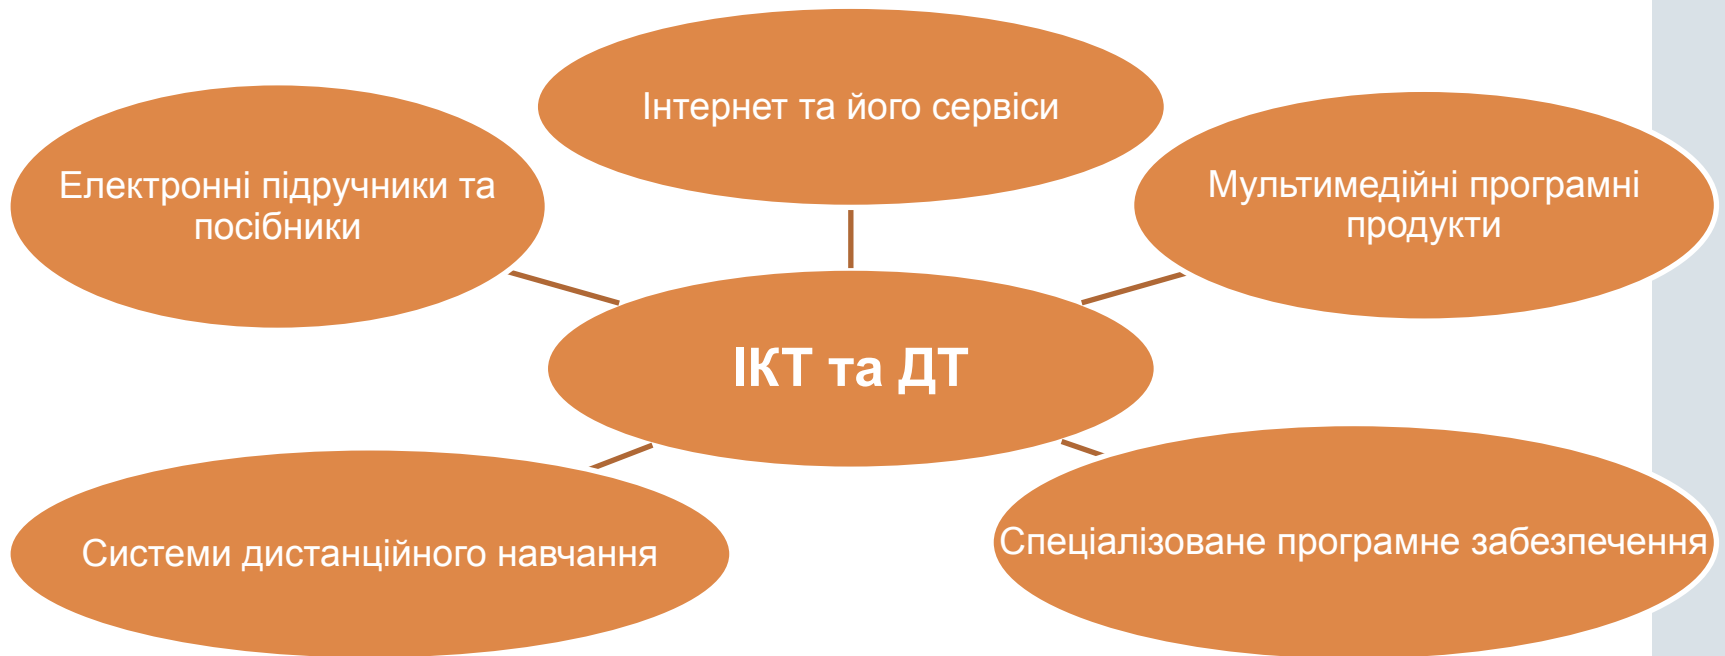 Інтернет та його сервіси
Електронні підручники та
посібники
Мультимедійні програмні
продукти
ІКТ та ДТ
Системи дистанційного навчання
Спеціалізоване програмне забезпечення